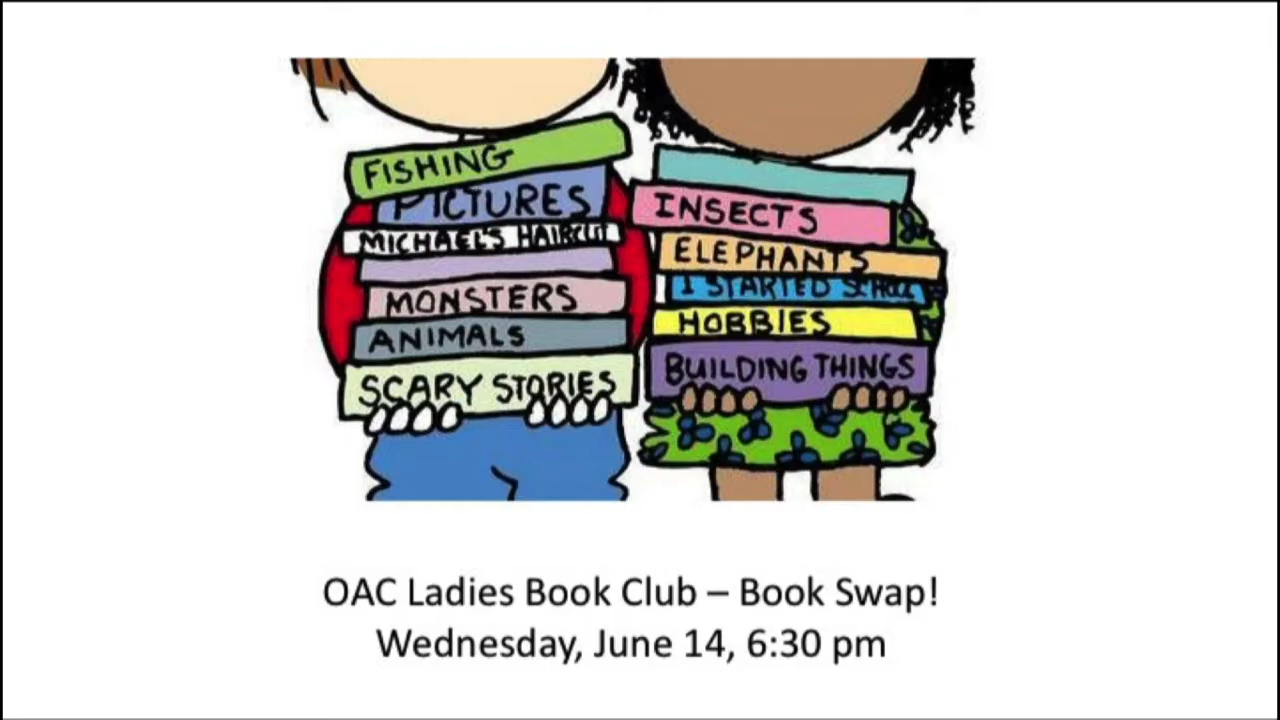 FISHING
PICTURES
MICHAEL'S HAIRCUT
MONSTERS
ANIMALS
SCARY STORIES
INSECTS
ELEPHANTS
I STARTED SCHOOL
HOBBIES
BUILDING THINGS
OAC Ladies Book Club – Book Swap!
Wednesday, June 14, 6:30 pm